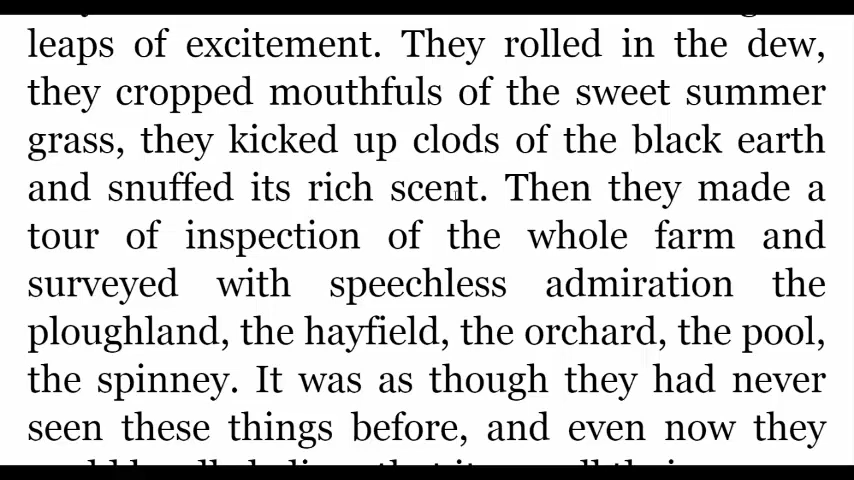 leaps of excitement. They rolled in the dew,
they cropped mouthfuls of the sweet summer
grass, they kicked up clods of the black earth
and snuffed its rich scent. Then they made a
tour of inspection of the whole farm and
surveyed with speechless admiration the
ploughland, the hayfield, the orchard, the pool,
the spinney. It was as though they had never
seen these things before, and even now they